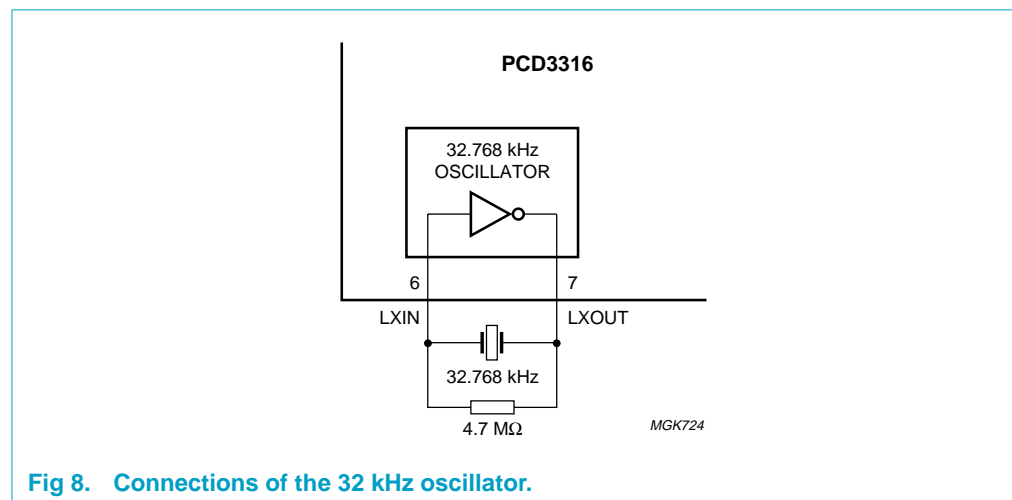 PCD3316
32.768 kHz
OSCILLATOR
6
7
LXIN
LXOUT
32.768 kHz
4.7 MΩ
MGK724
Fig 8. Connections of the 32 kHz oscillator.